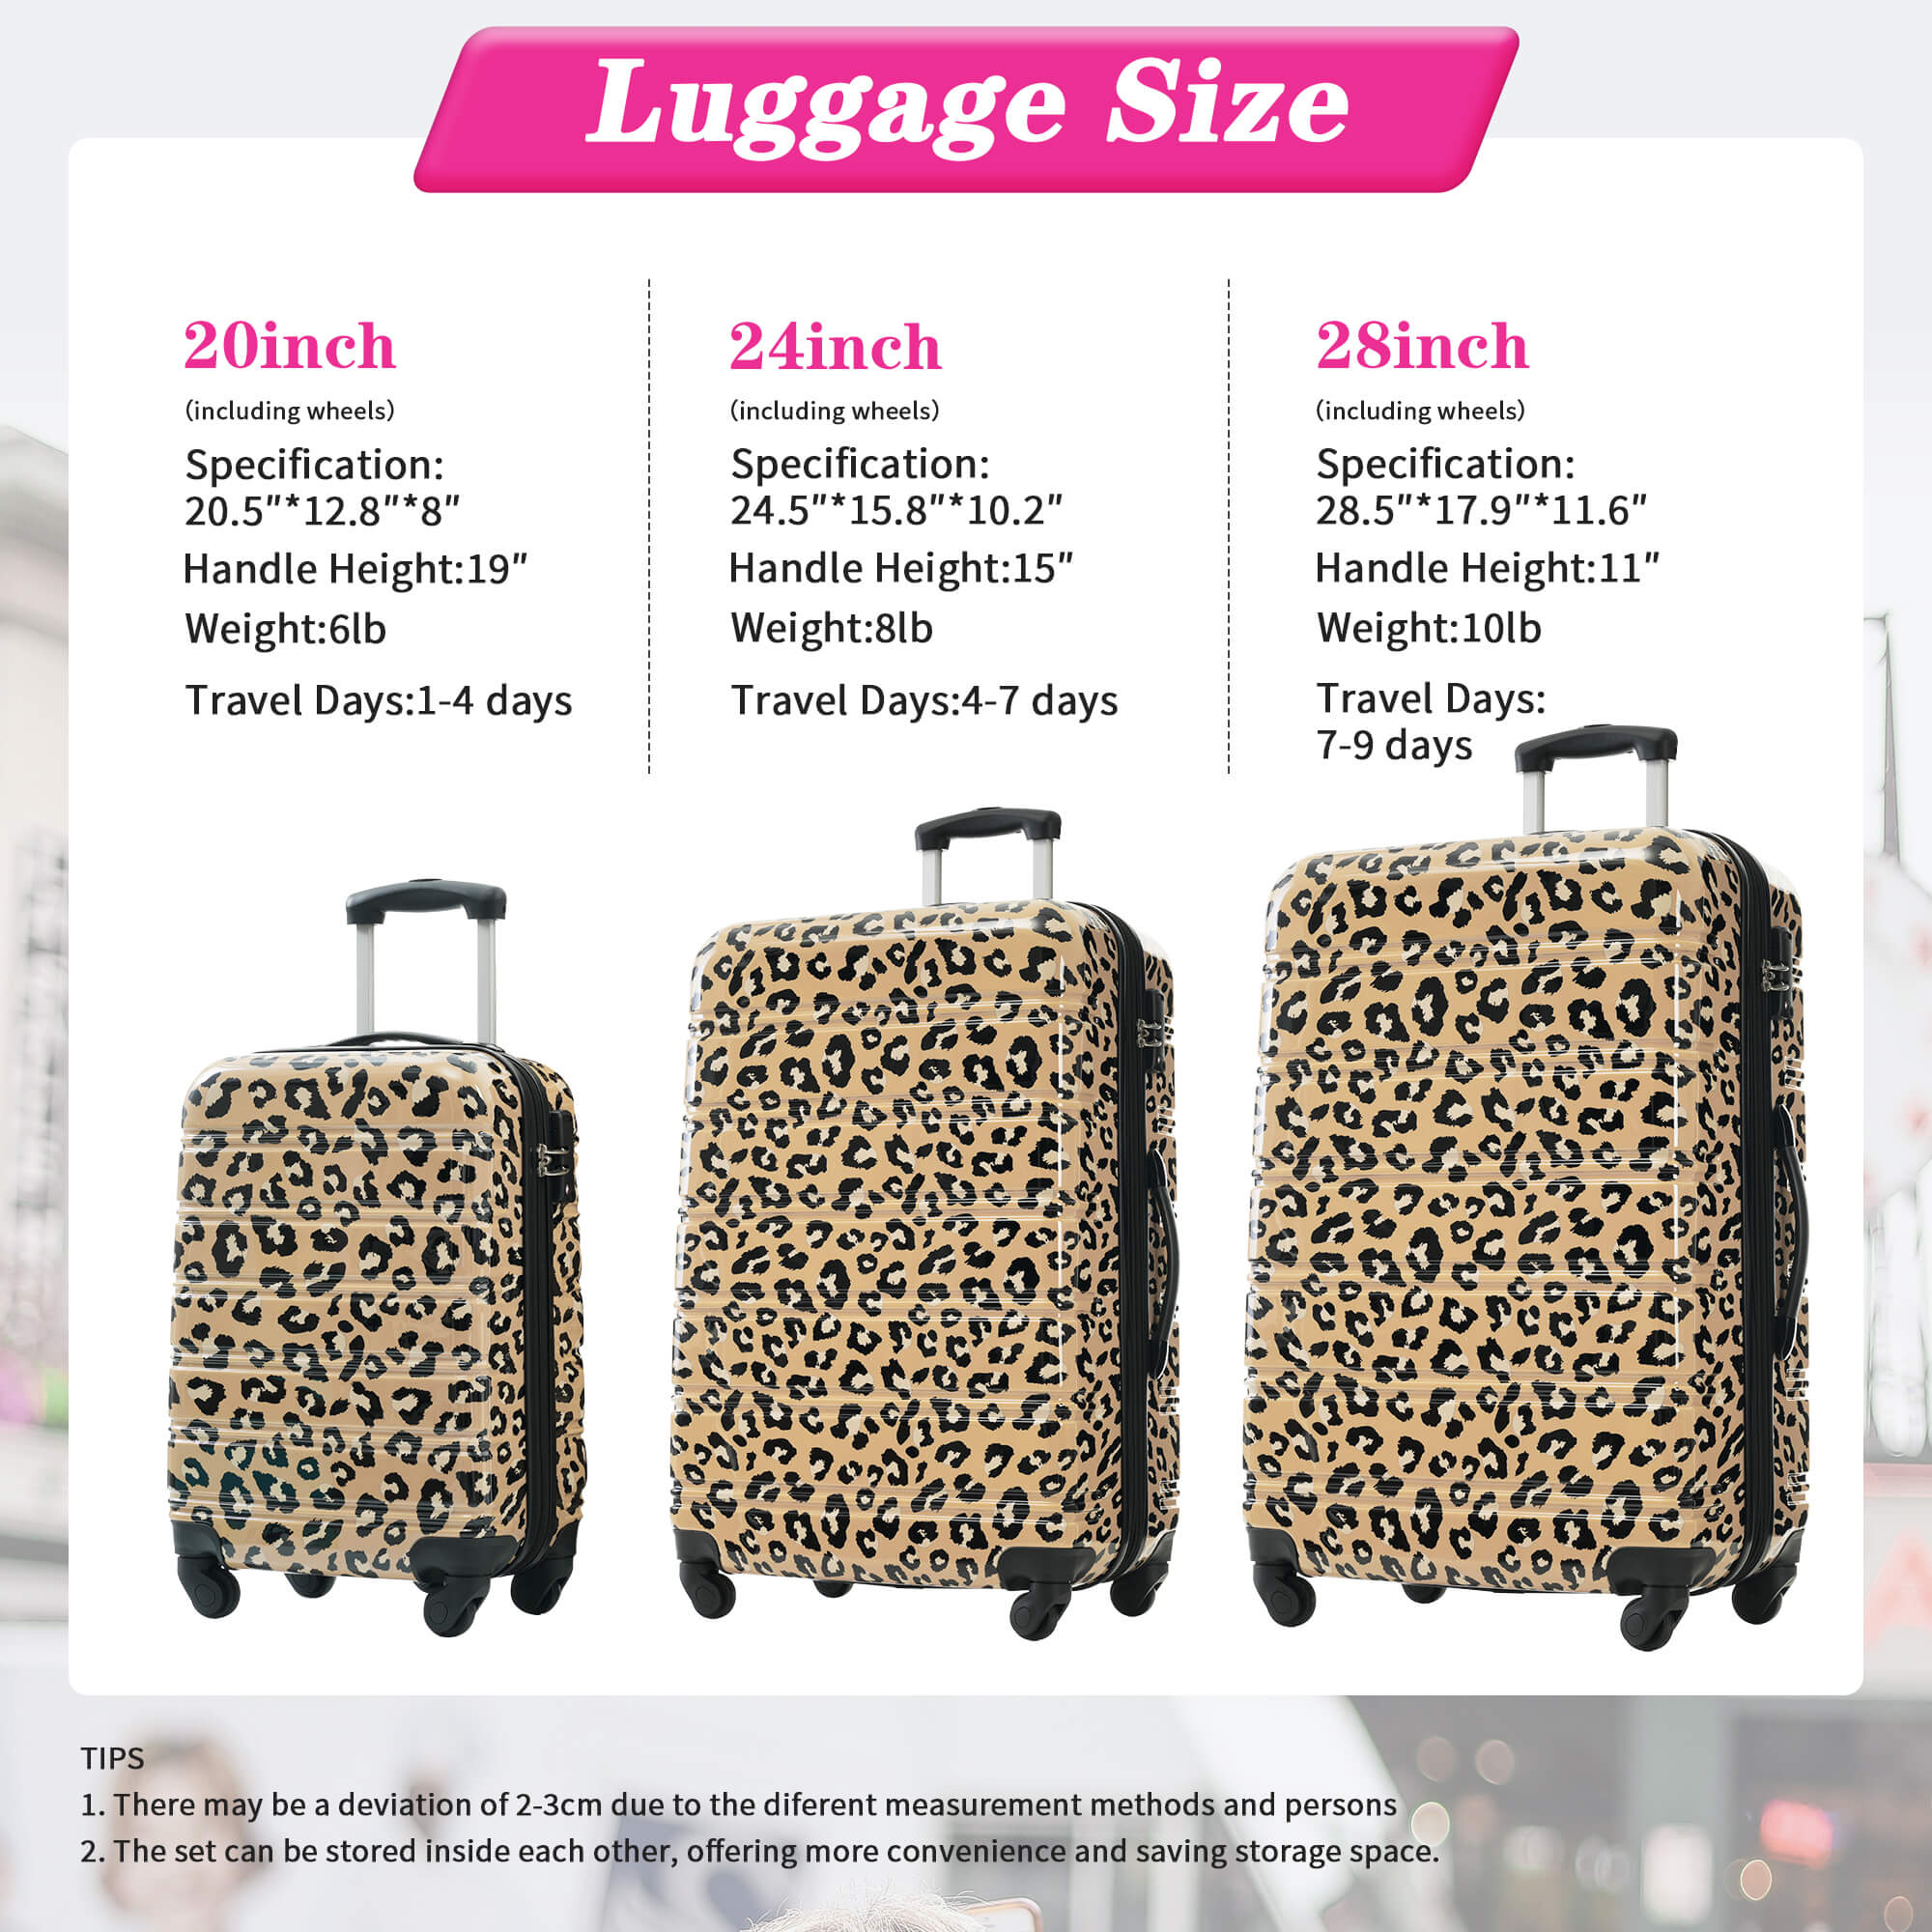 Luggage Size
20inch
(including wheels)
Specification:
20.5"*12.8"*8"
Handle Height:19"
Weight:6lb
Travel Days:1-4 days
24inch
(including wheels)
Specification:
24.5"*15.8"*10.2"
Handle Height:15"
Weight:8lb
Travel Days:4-7 days
28inch
(including wheels)
Specification:
28.5"*17.9"*11.6"
Handle Height:11"
Weight:10lb
Travel Days:
7-9 days
TIPS
1. There may be a deviation of 2-3cm due to the diferent measurement methods and persons
2. The set can be stored inside each other, offering more convenience and saving storage space.